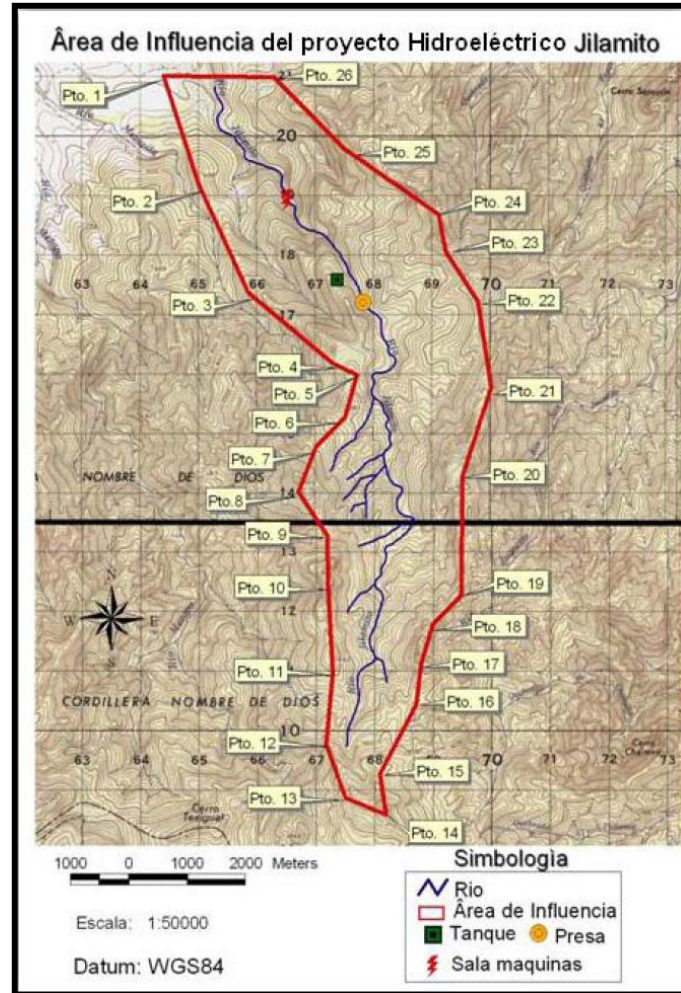 Área de Influencia del proyecto Hidroeléctrico Jilamito
21
Pto. 1
Pto. 26
Río
20
Pto. 25
Pto. 2
Pto. 24
Pto. 23
18
63
64
65
66
67
68
69
70
71
72
73
Pto. 3
17
Pto. 22
Río
Pto. 4
Pto. 5
Pto. 21
Pto. 6
Pto. 7
NOMBRE DE DIOS
Pto. 20
Pto. 8
14
Pto. 9
13
N
W E
S
Pto. 10
Pto. 19
12
Pto. 18
Pto. 11
Pto. 17
Río
CORDILLERA NOMBRE DE DIOS
Pto. 16
10
Pto. 12
63
64
65
66
67
68
69
70
71
72
73
Pto. 15
Pto. 13
Cerro
Pto. 14
1000 0 1000 2000 Meters
Escala: 1:50000
Datum: WGS84
Simbología
Rio
Área de Influencia
Tanque
Presa
Sala maquinas